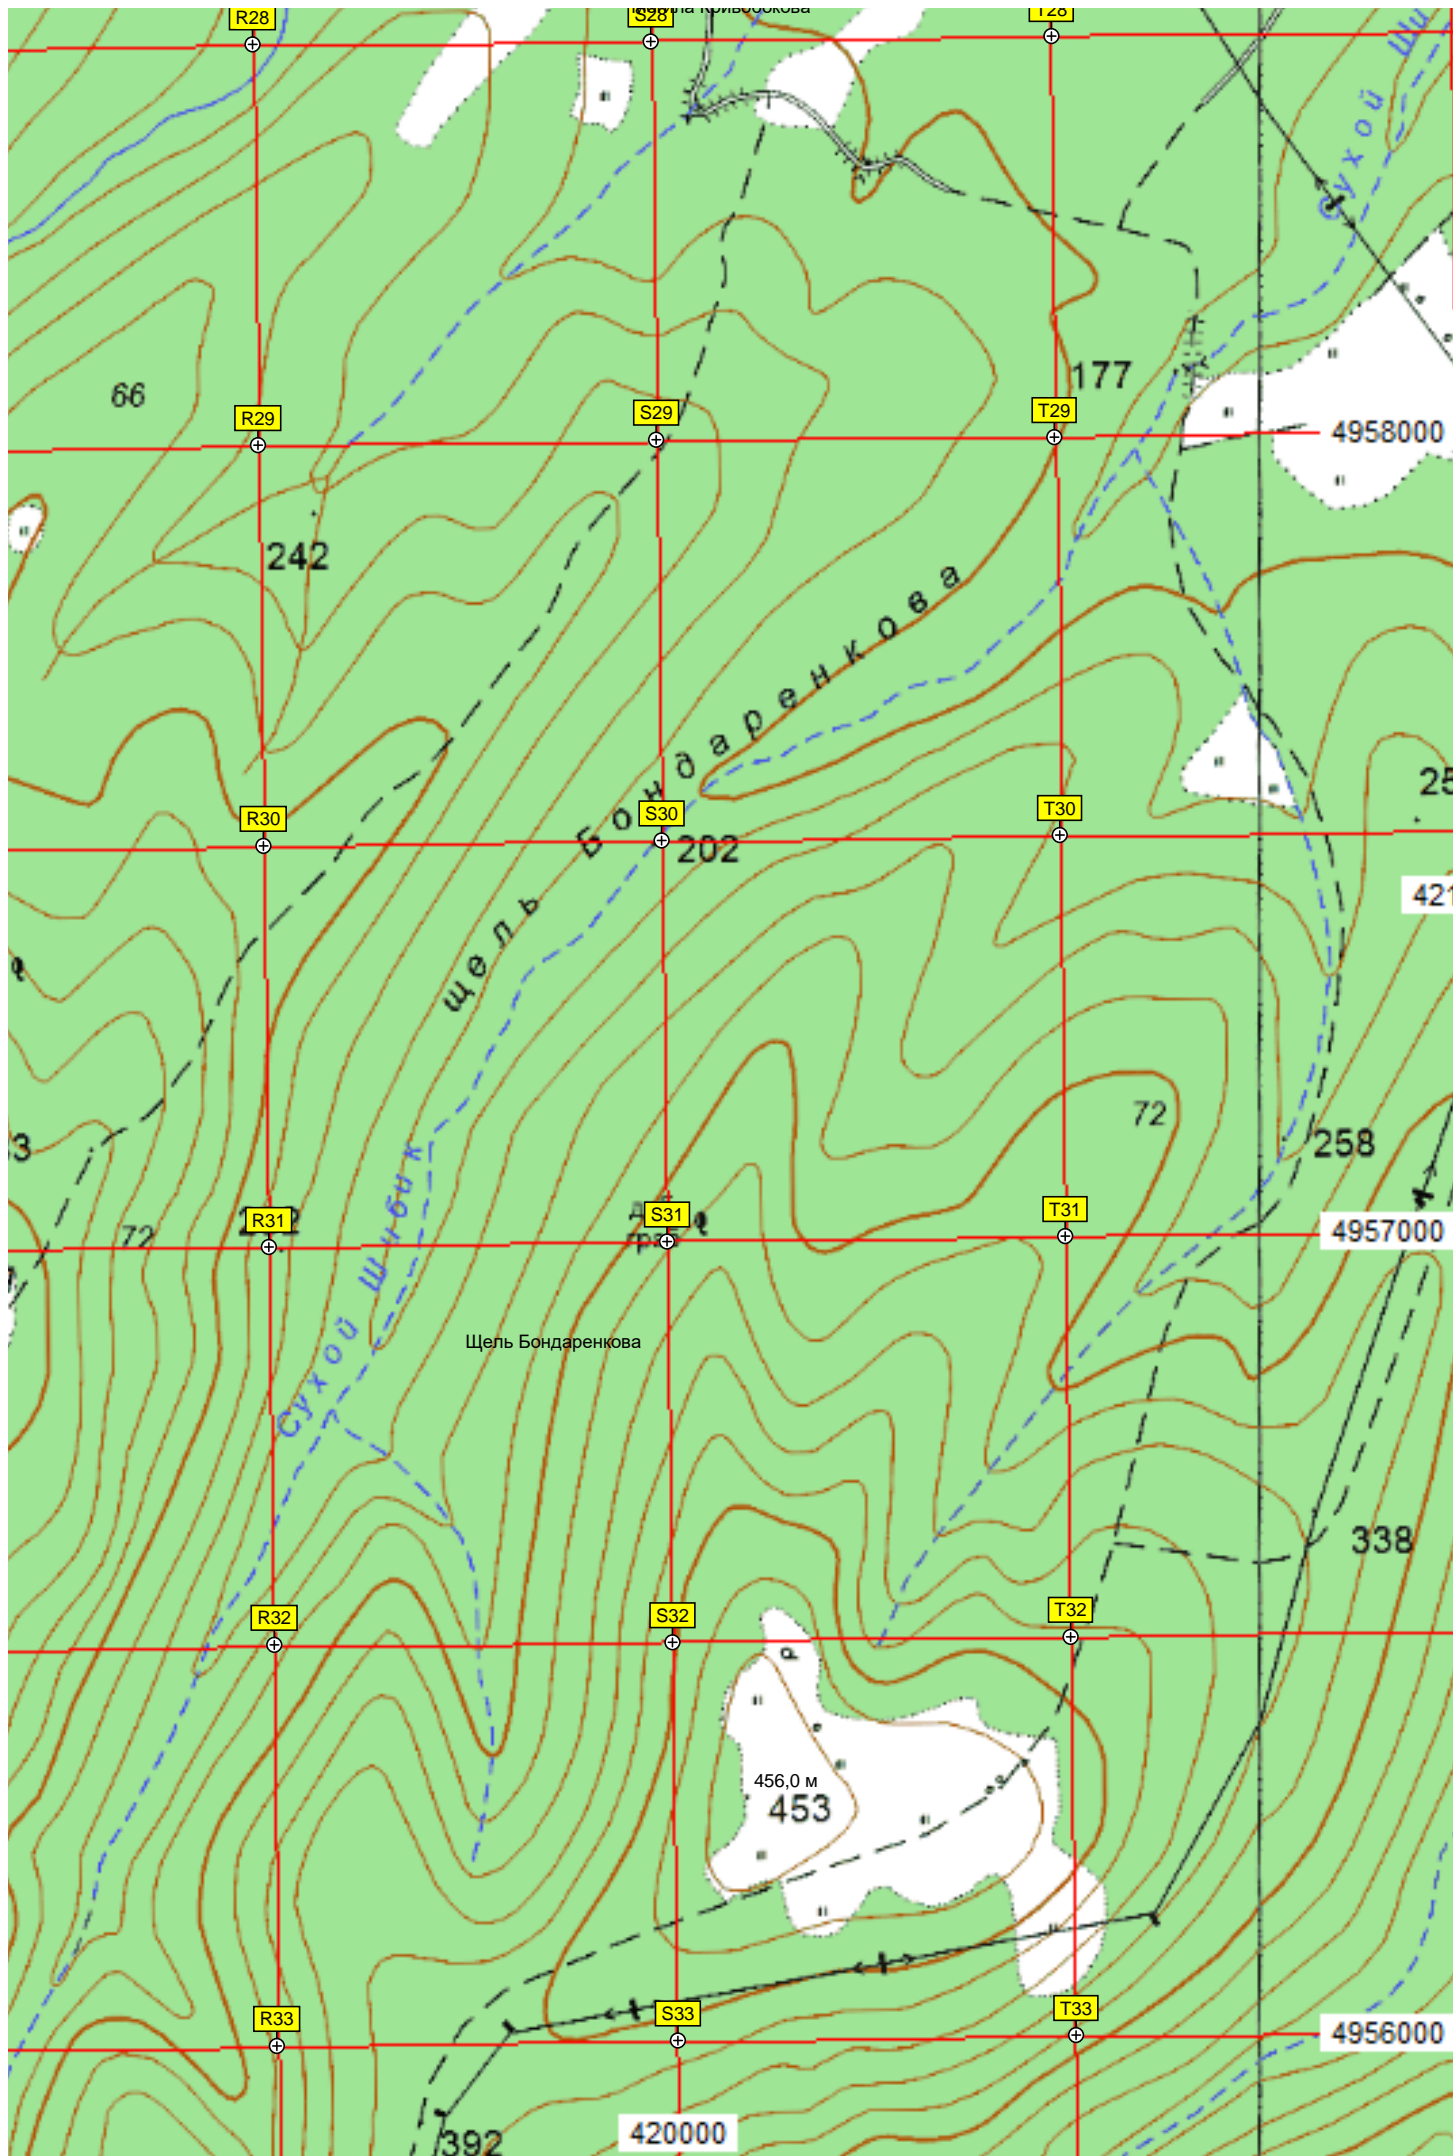 Могила Кривобокова
R28
S28
T28
Сухой Ши
66
177
R29
S29
T29
4958000
242
щель Бондаренкова
R30
S30
T30
202
25
421
72
258
Сухой Шибик
72
R31
S31
T31
4957000
Щель Бондаренкова
338
R32
S32
T32
456,0 м
453
R33
S33
T33
4956000
420000
392